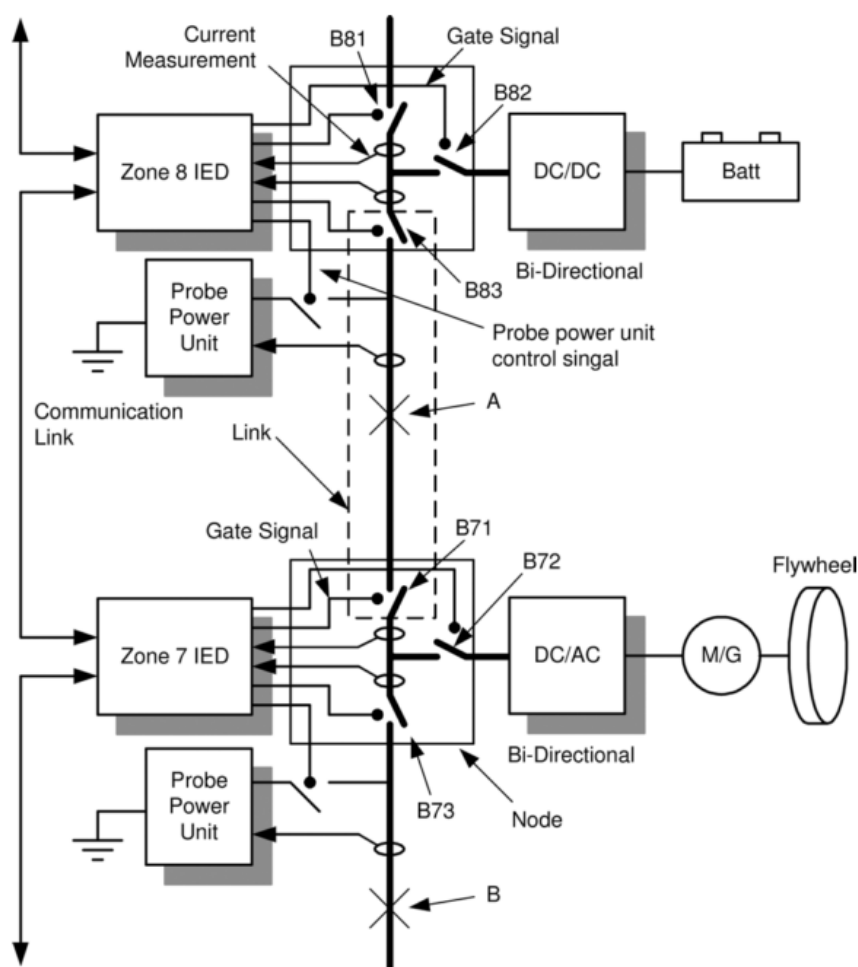 Current
Measurement
B81
Gate Signal
B82
Zone 8 IED
DC/DC
Batt
Bi-Directional
B83
Probe
Power
Unit
Probe power unit
control singal
Communication
Link
A
Link
Gate Signal
B71
B72
Flywheel
Zone 7 IED
DC/AC
M/G
Bi-Directional
B73
Node
Probe
Power
Unit
B